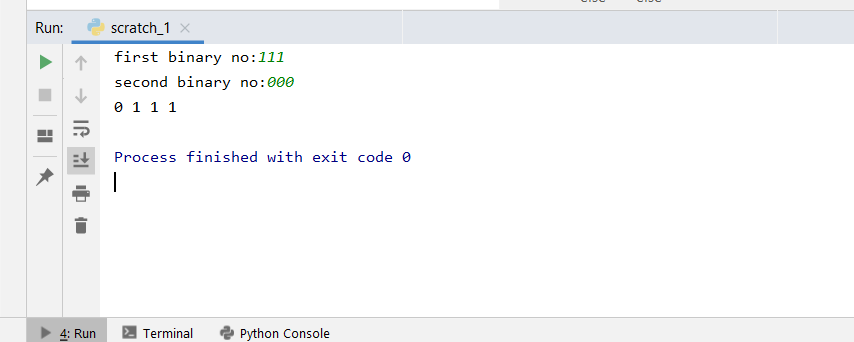 else else
Run: scratch_1
first binary no:111
second binary no:000
0 1 1 1
Process finished with exit code 0
4: Run Terminal Python Console